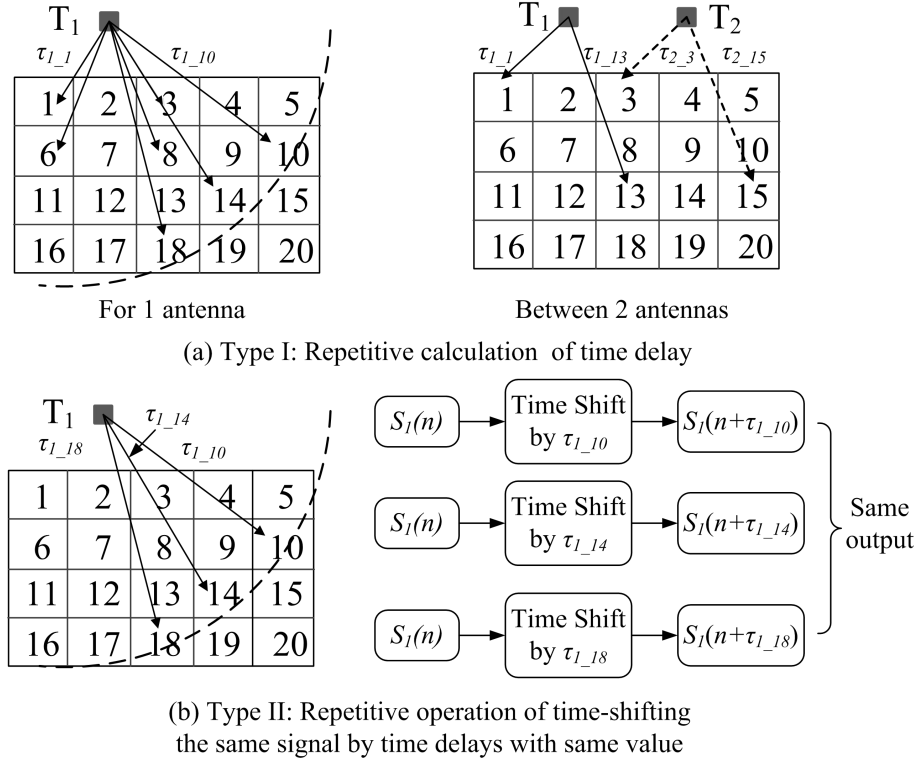 T1 T1 T2
τ1_1 τ1_10 τ1_1 τ1_13 τ2_3 τ2_15
1 2 3 4 5 1 2 3 4 5
6 7 8 9 10 6 7 8 9 10
11 12 13 14 15 11 12 13 14 15
16 17 18 19 20 16 17 18 19 20
For 1 antenna Between 2 antennas
(a) Type I: Repetitive calculation of time delay
T1 τ1_14
τ1_18 τ1_10
1 2 3 4 5
6 7 8 9 10
11 12 13 14 15
16 17 18 19 20
S1(n) Time Shift
by τ1_10 S1(n+τ1_10)
S1(n) Time Shift
by τ1_14 S1(n+τ1_14)
S1(n) Time Shift
by τ1_18 S1(n+τ1_18)
Same
output
(b) Type II: Repetitive operation of time-shifting
the same signal by time delays with same value